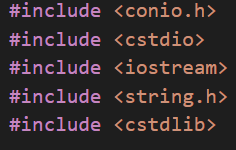 #include <conio.h>
#include <cstdio>
#include <iostream>
#include <string.h>
#include <cstdlib>